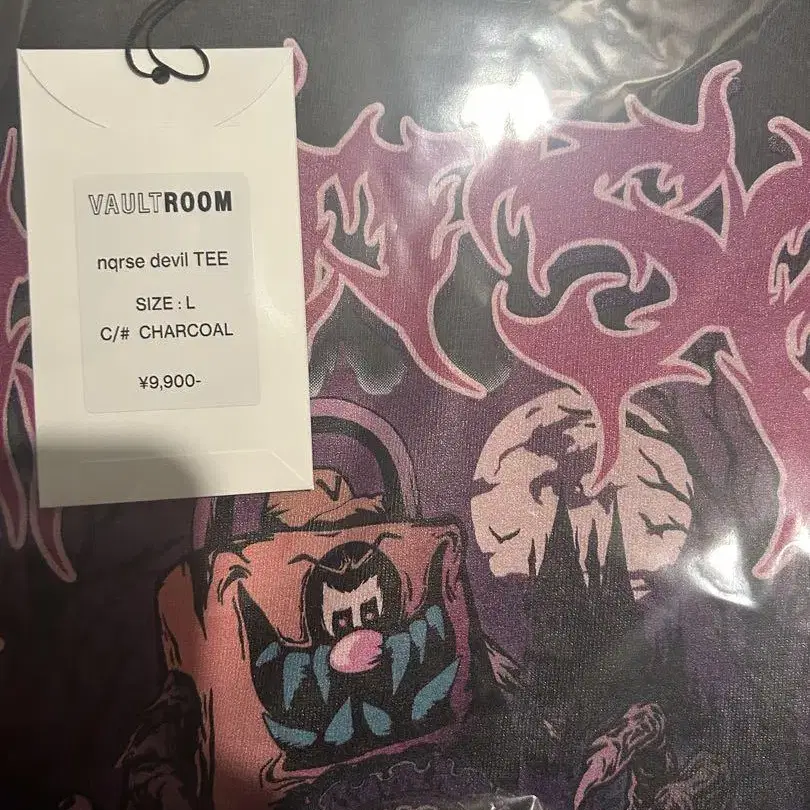 VAULTROOM
nqrse devil TEE
SIZE : L
C/# CHARCOAL
¥9,900-